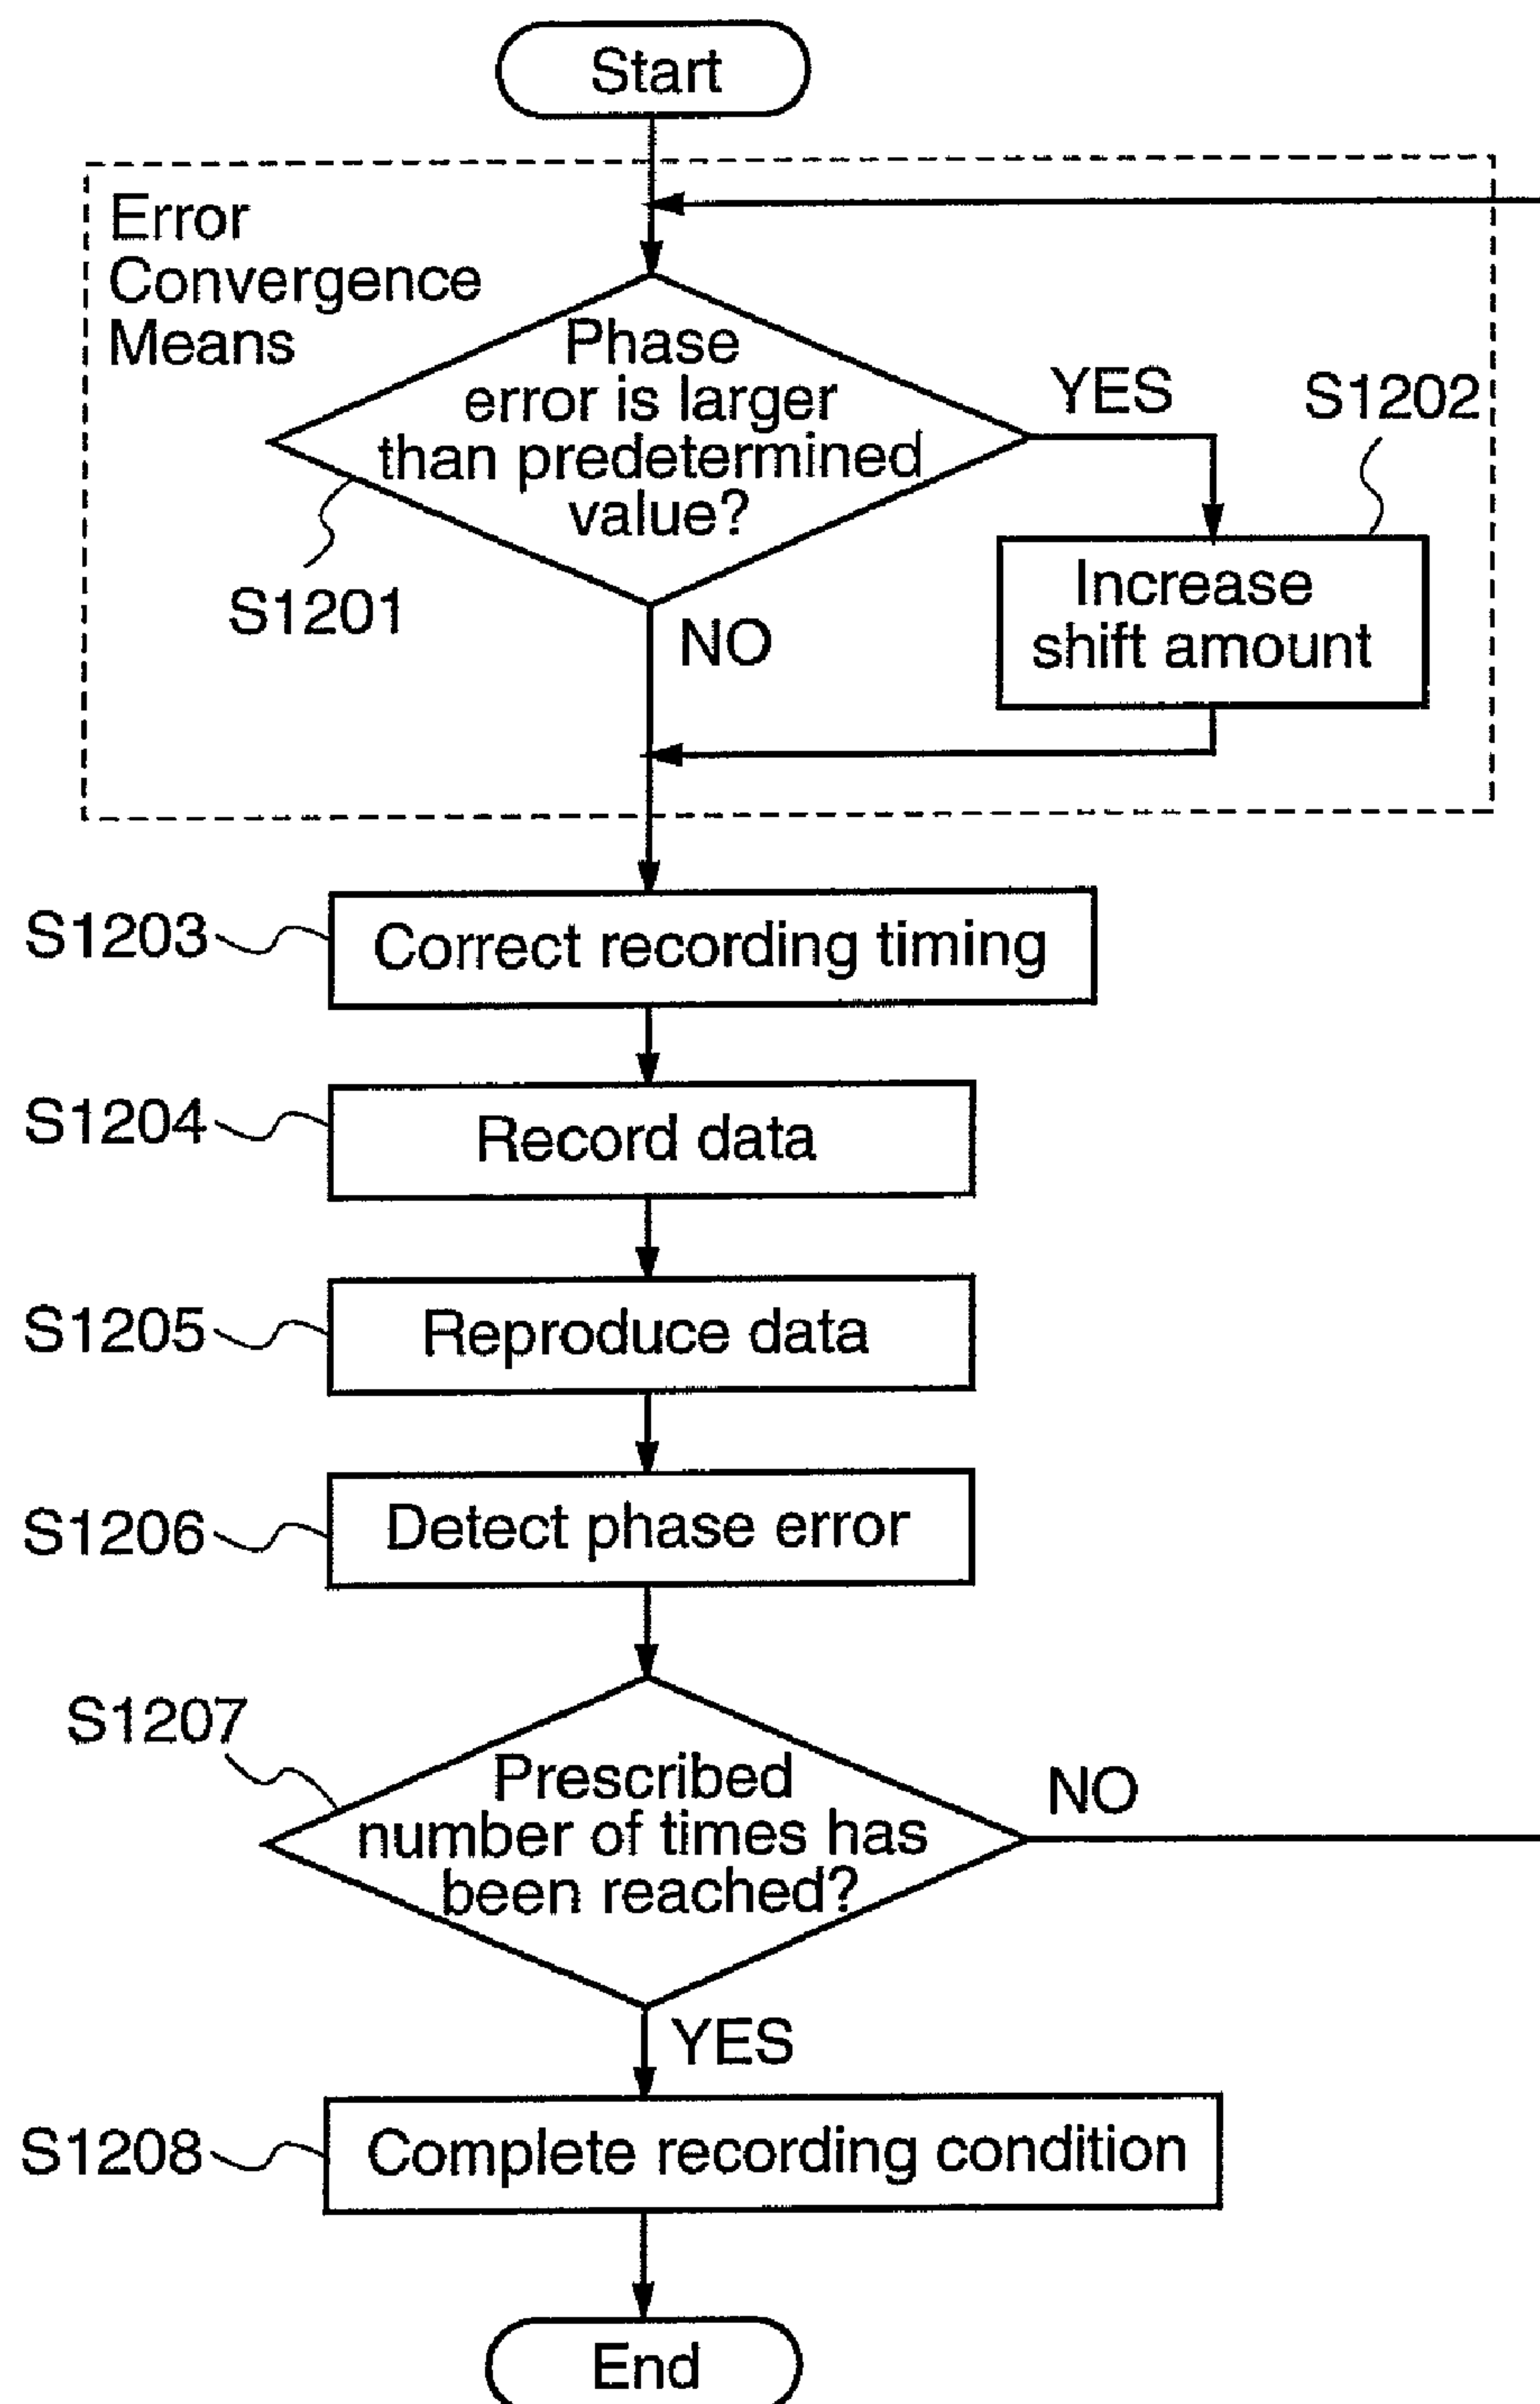 Start
Error
Convergence
Means
Phase
error is larger
than predetermined
value?
YES
S1202
S1201
NO
Increase
shift amount
S1203
Correct recording timing
S1204
Record data
S1205
Reproduce data
S1206
Detect phase error
S1207
Prescribed
number of times has
been reached?
NO
YES
S1208
Complete recording condition
End